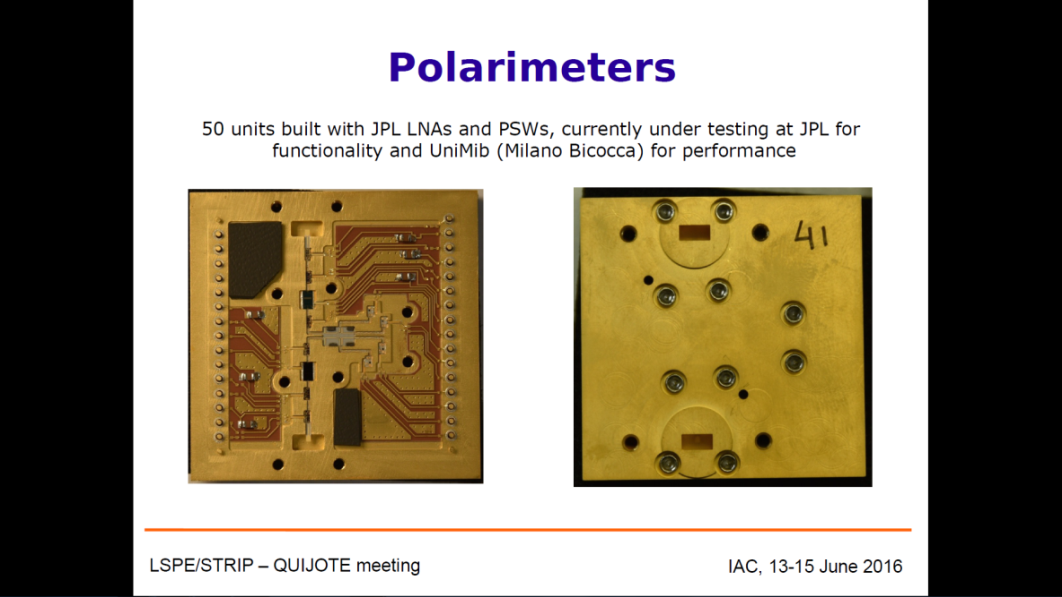 Polarimeters
50 units built with JPL LNAs and PSWs, currently under testing at JPL for
functionality and UniMib (Milano Bicocca) for performance
41
LSPE/STRIP – QUIJOTE meeting
IAC, 13-15 June 2016